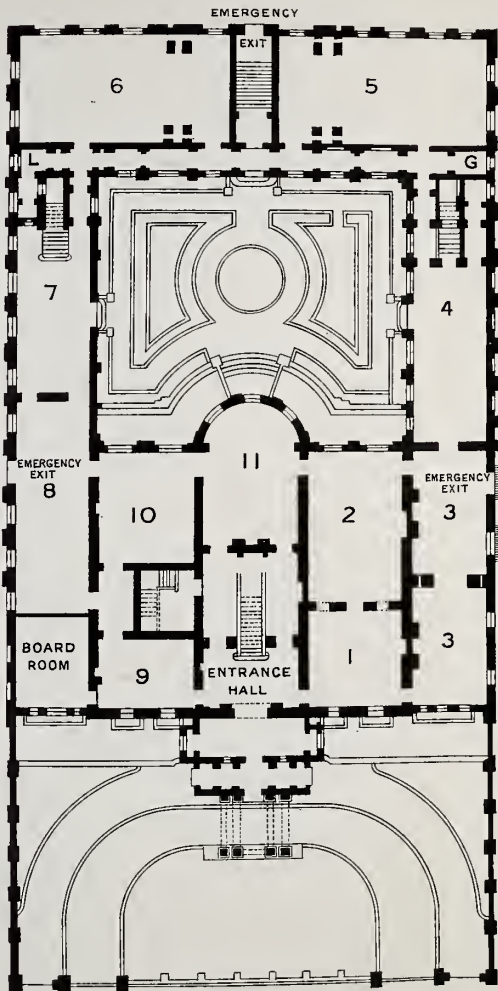 EMERGENCY
EXIT
6
5
L
G
7
4
11
EMERGENCY
EXIT
8
10
2
EMERGENCY
EXIT
3
BOARD
ROOM
9
ENTRANCE
HALL
1
3